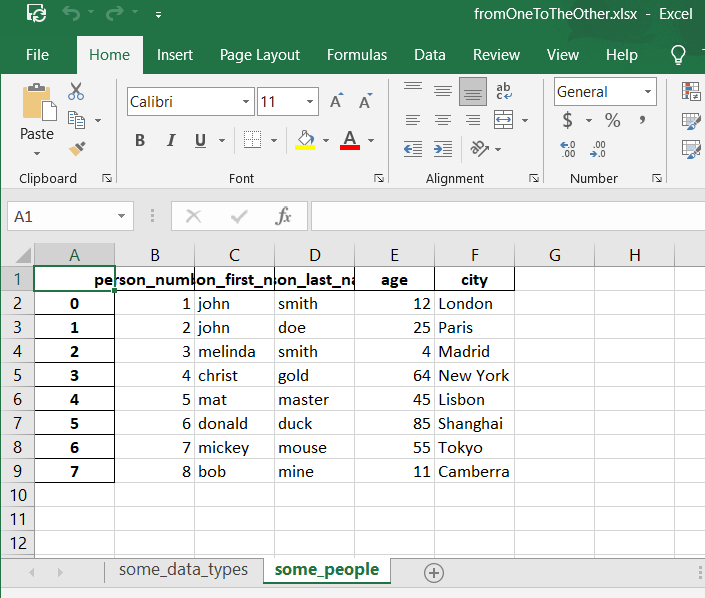 fromOneToTheOther.xlsx - Excel
File Home Insert Page Layout Formulas Data Review View Help
Paste
Calibri 11
B I U A
General
$ % ,
Clipboard Font Alignment Number
A1 fx
A B C D E F G H
1 person_numb on_first_n on_last_na age city
2 0 1 john smith 12 London
3 1 2 john doe 25 Paris
4 2 3 melinda smith 4 Madrid
5 3 4 christ gold 64 New York
6 4 5 mat master 45 Lisbon
7 5 6 donald duck 85 Shanghai
8 6 7 mickey mouse 55 Tokyo
9 7 8 bob mine 11 Camberra
10
11
12
some_data_types some_people